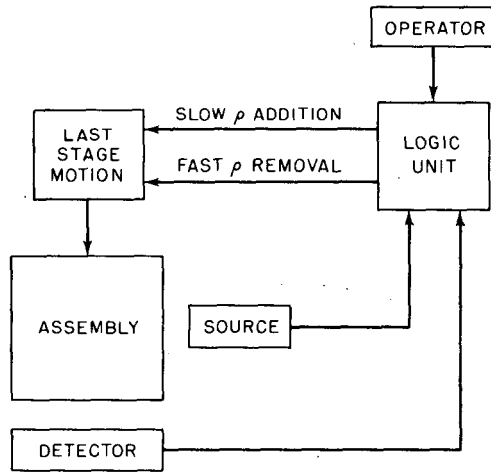 OPERATOR
SLOW ρ ADDITION
LAST
STAGE
MOTION
LOGIC
UNIT
FAST ρ REMOVAL
ASSEMBLY
SOURCE
DETECTOR